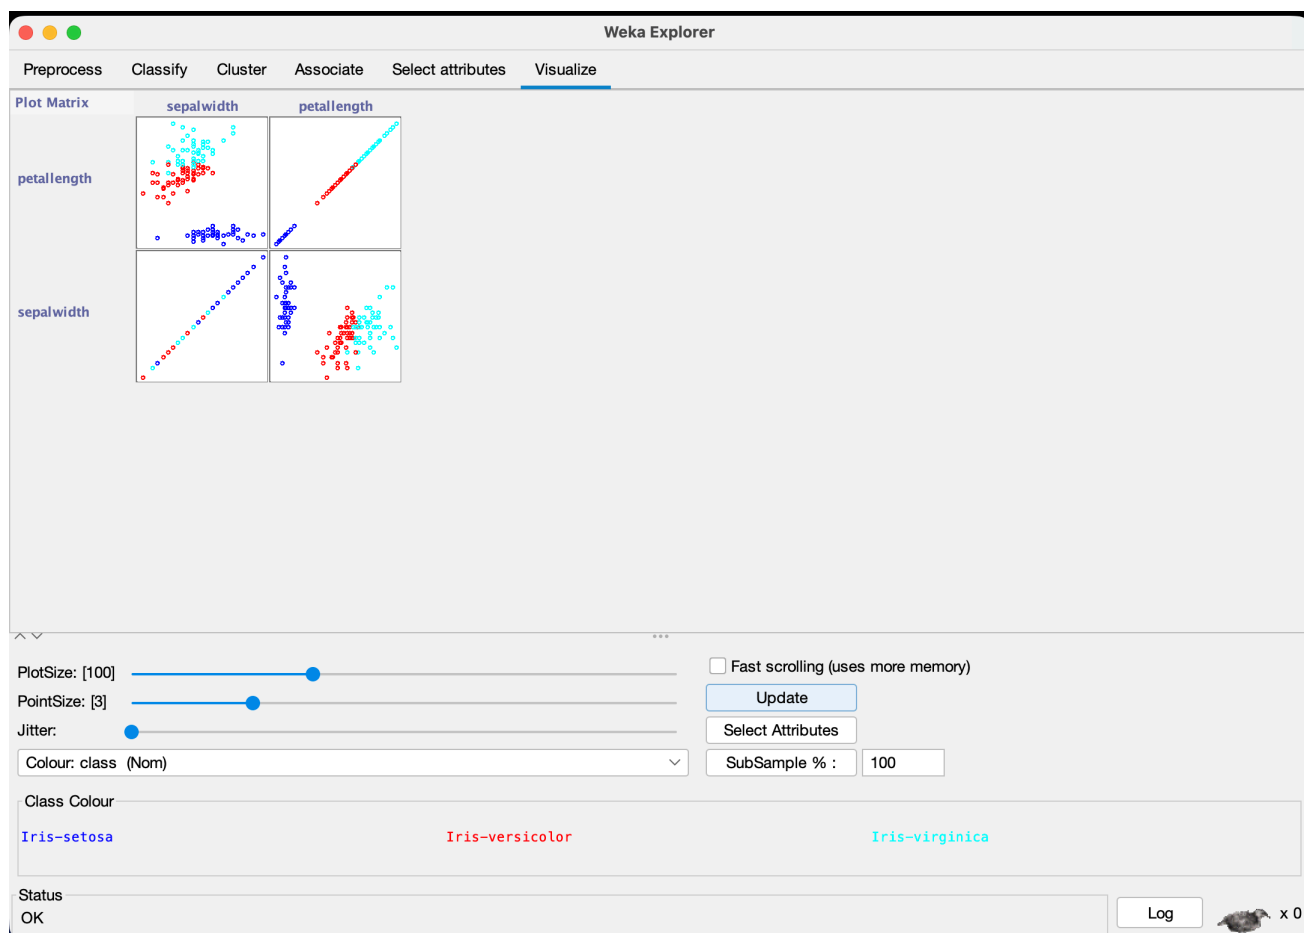 Weka Explorer
Preprocess Classify Cluster Associate Select attributes Visualize
Plot Matrix sepalwidth petallength
petallength
sepalwidth
PlotSize: [100]
Fast scrolling (uses more memory)
PointSize: [3]
Update
Jitter:
Select Attributes
Colour: class (Nom)
SubSample % : 100
Class Colour
Iris-setosa Iris-versicolor Iris-virginica
Status
OK
Log x 0